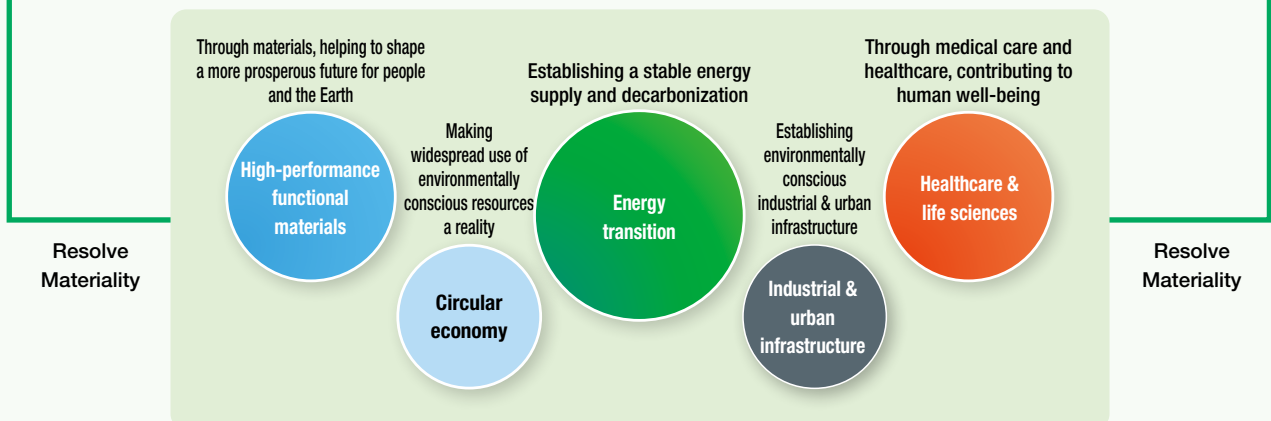 Through materials, helping to shape
a more prosperous future for people
and the Earth
High-performance
functional
materials
Making
widespread use of
environmentally
conscious resources
a reality
Circular
economy
Establishing a stable energy
supply and decarbonization
Energy
transition
Establishing
environmentally
conscious
industrial & urban
infrastructure
Industrial &
urban
infrastructure
Through medical care and
healthcare, contributing to
human well-being
Healthcare &
life sciences
Resolve
Materiality
Resolve
Materiality